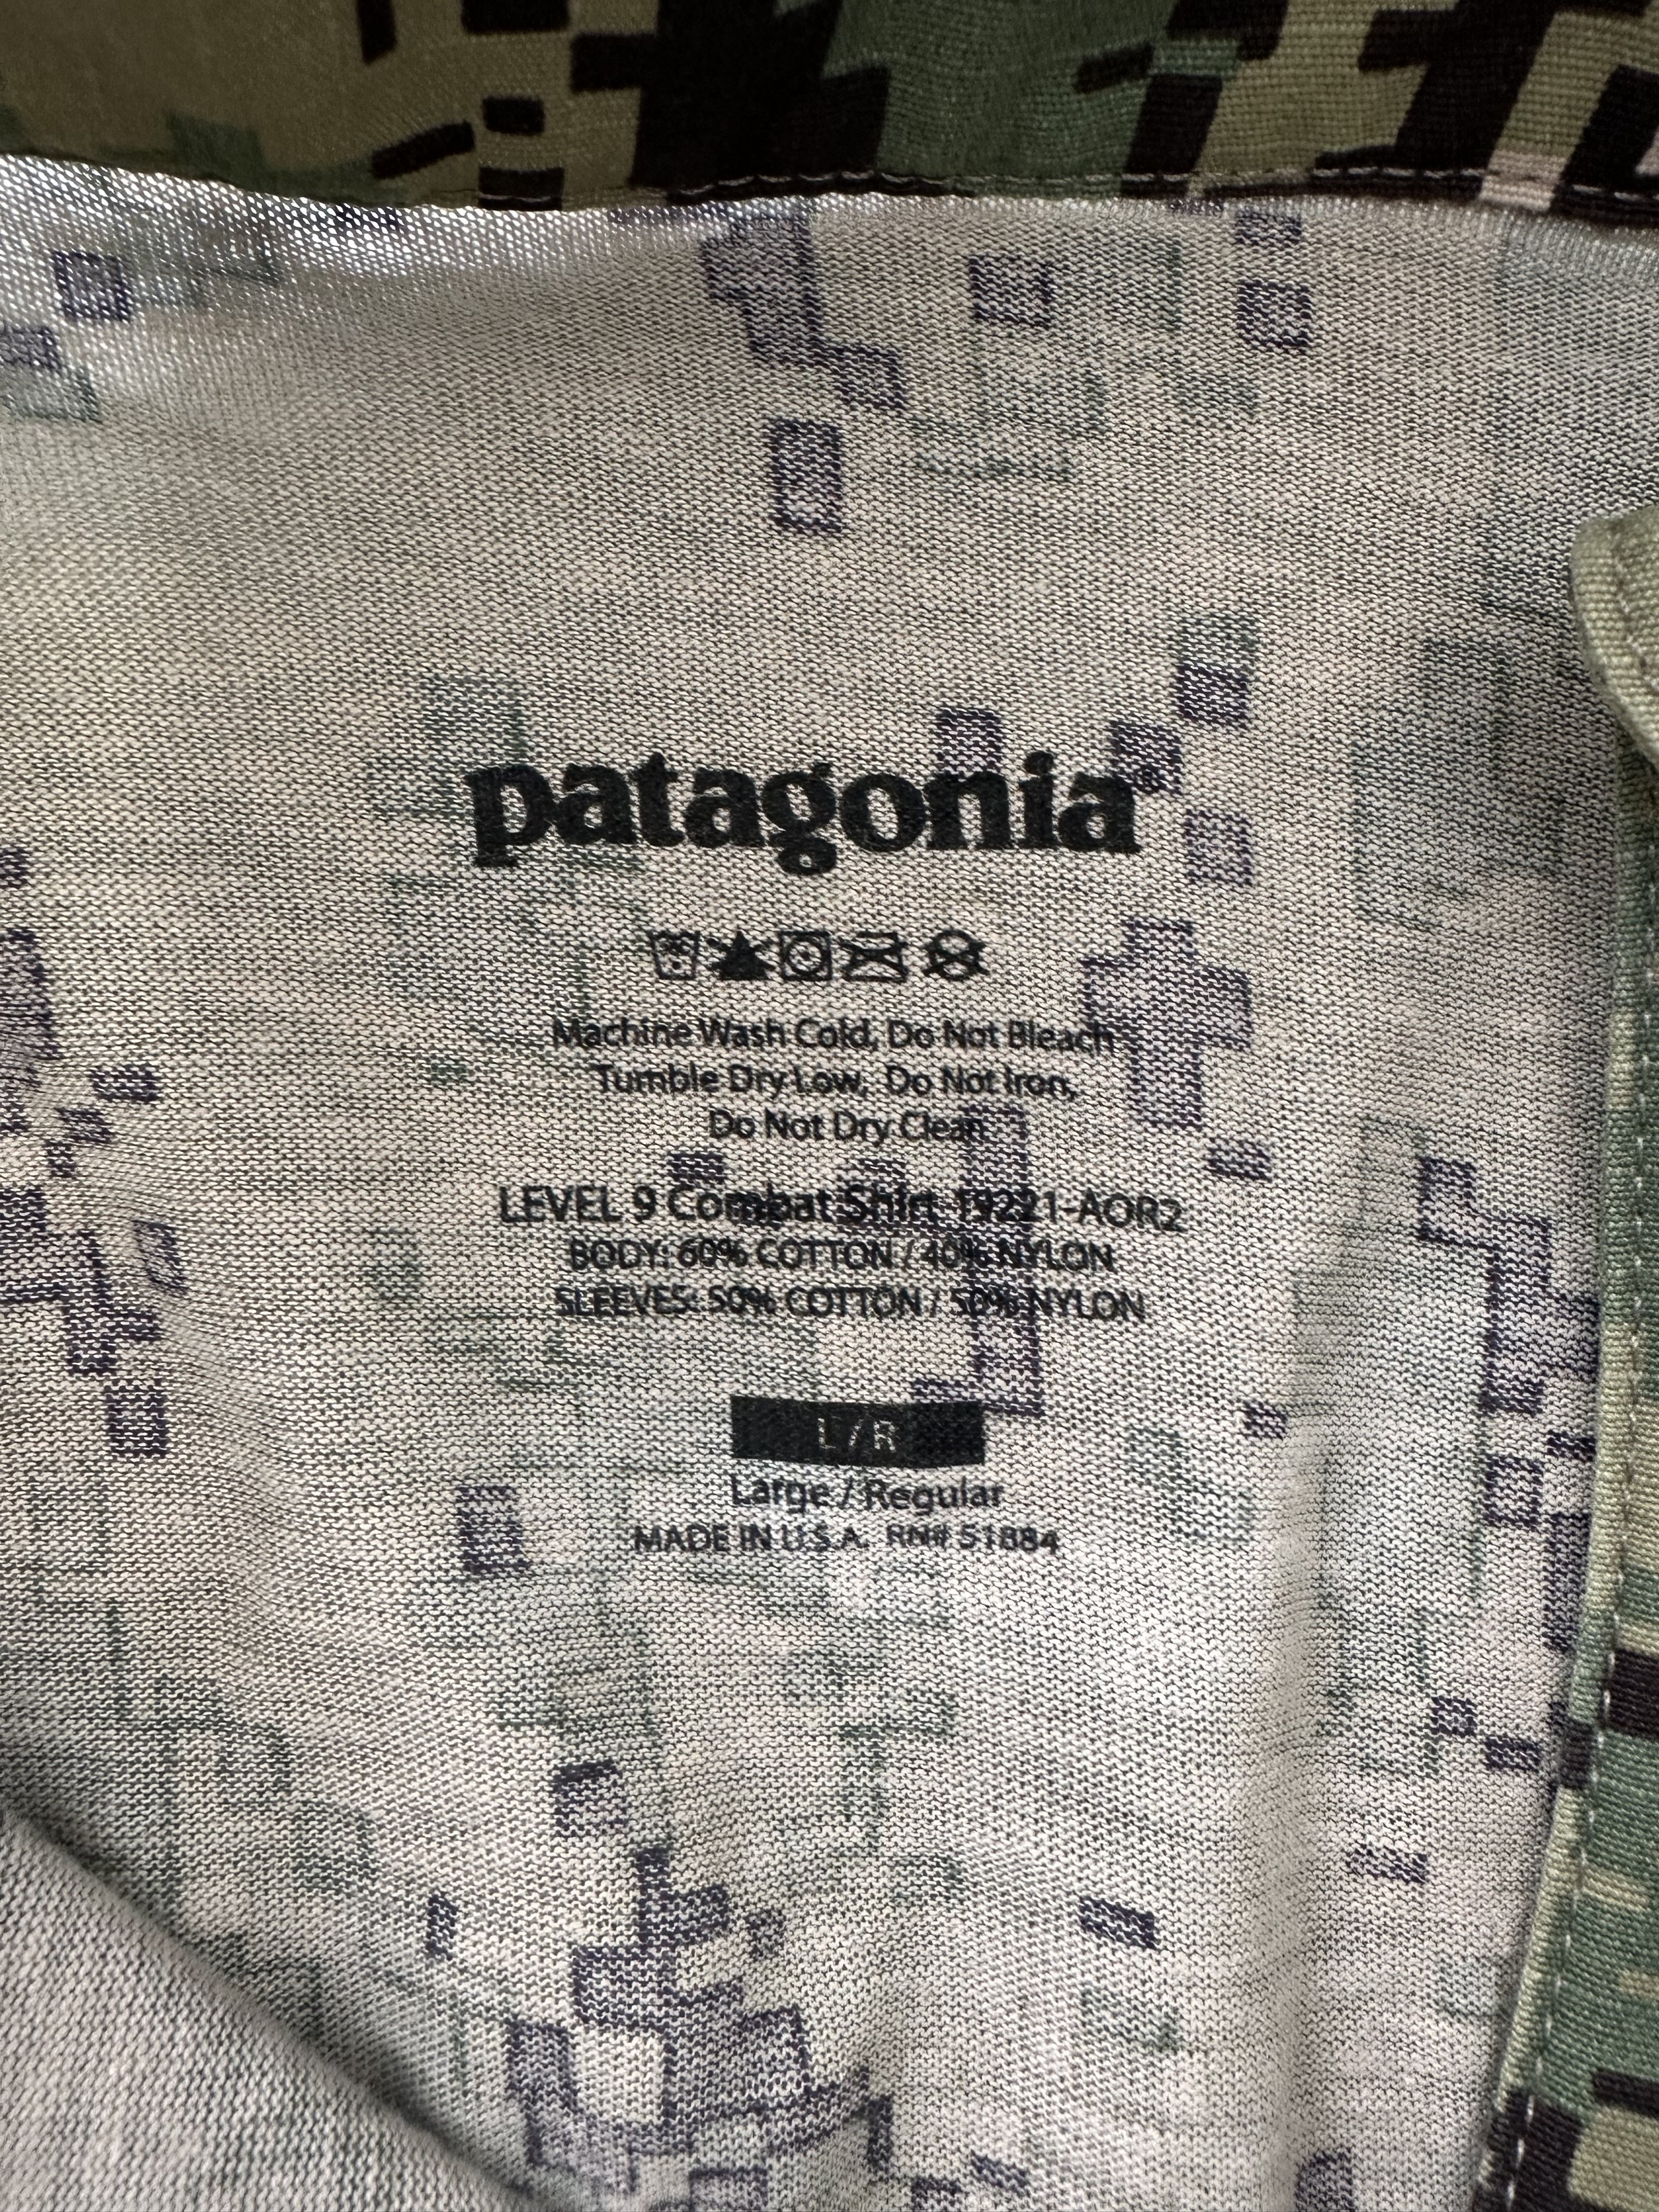 patagonia®
Machine Wash Cold, Do Not Bleach
Tumble Dry Low, Do Not Iron,
Do Not Dry Clean
LEVEL 9 Combat Shirt 19221-AOR2
BODY: 60% COTTON / 40% NYLON
SLEEVES: 50% COTTON / 50% NYLON
L / R
Large / Regular
MADE IN U.S.A. RN# 51884